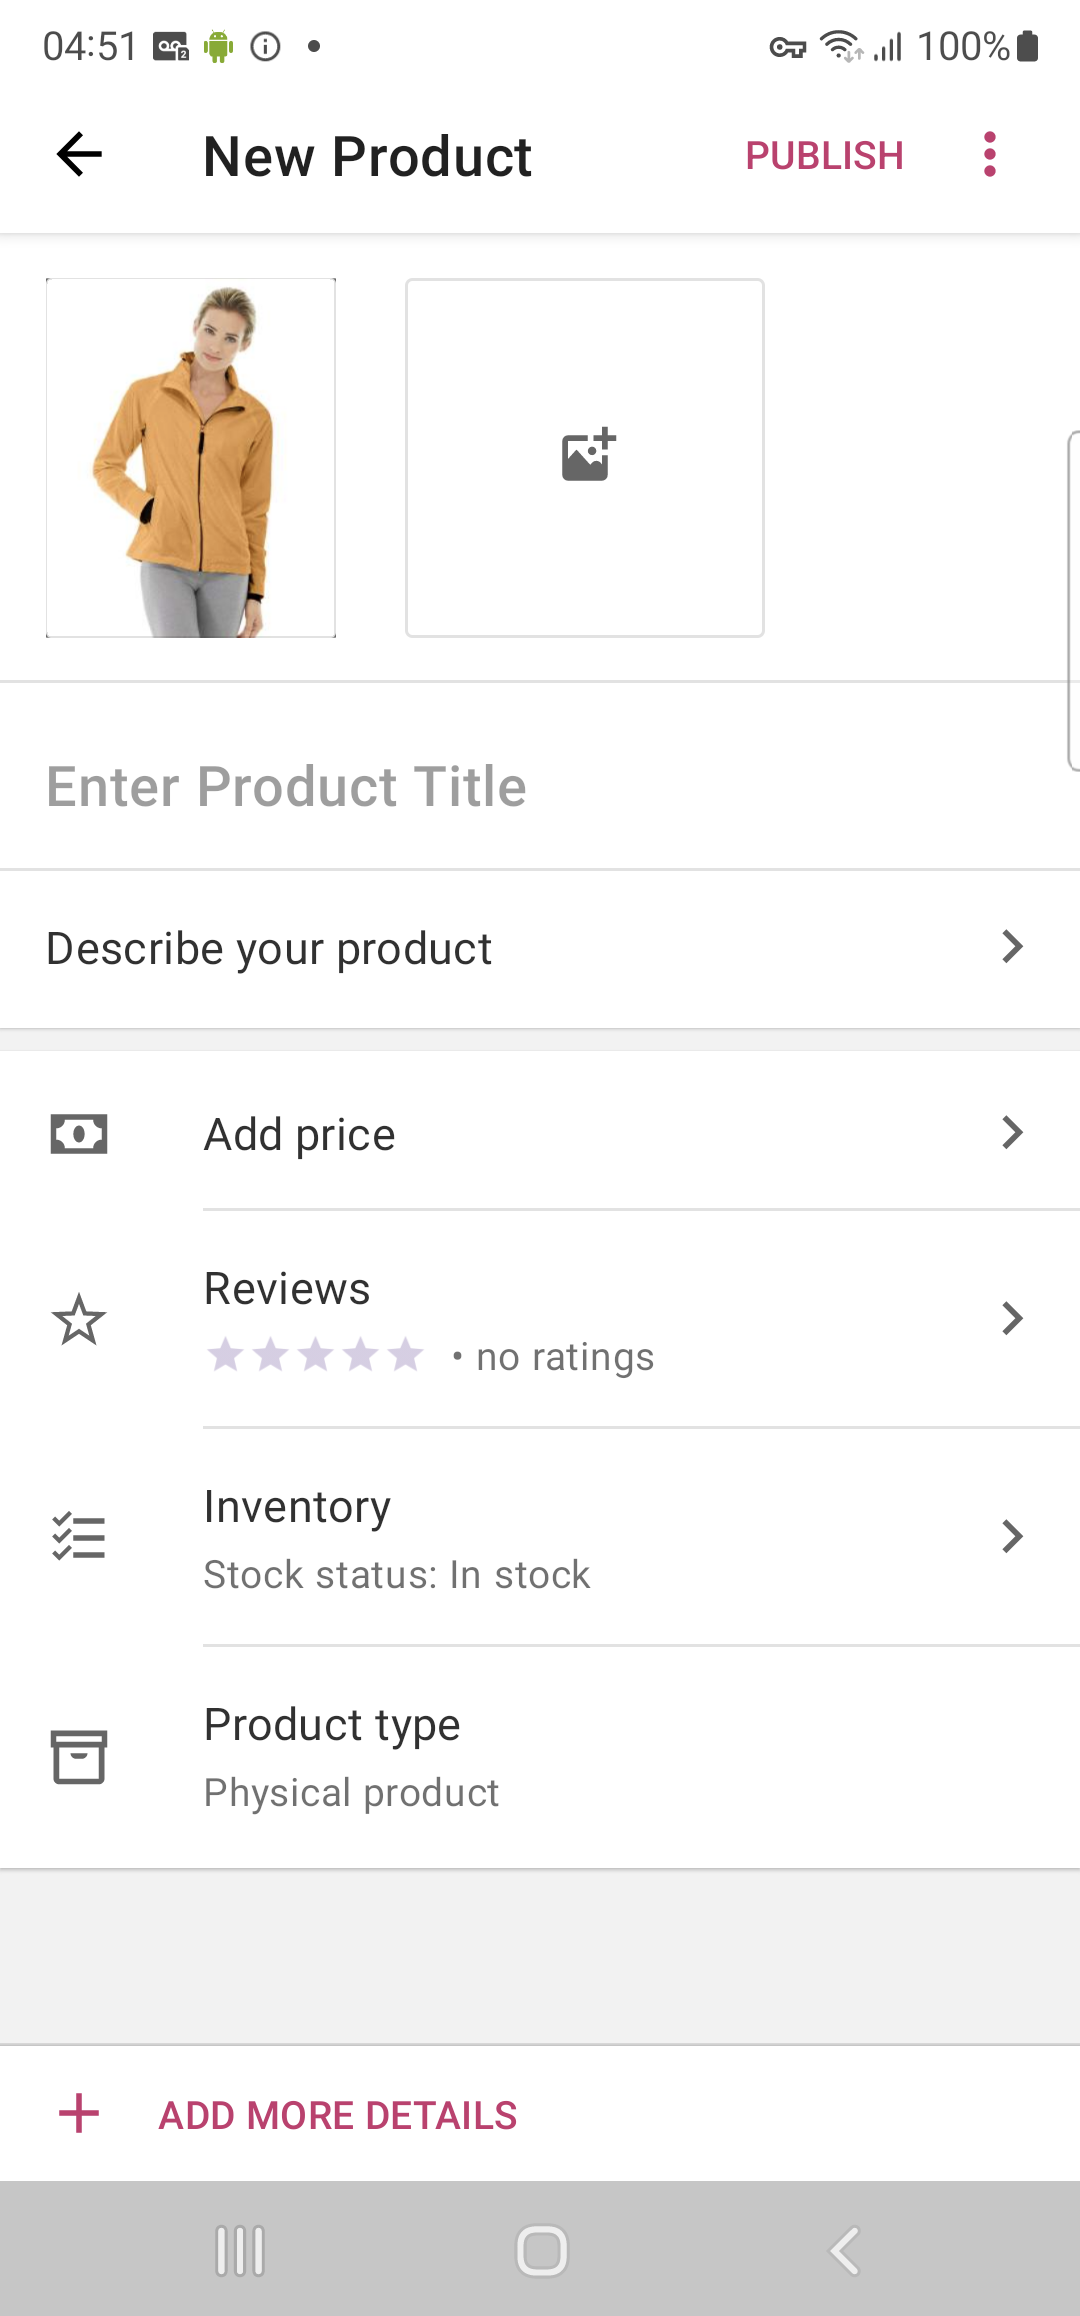 04:51
100%
New Product
PUBLISH
Enter Product Title
Describe your product
Add price
Reviews
• no ratings
Inventory
Stock status: In stock
Product type
Physical product
ADD MORE DETAILS